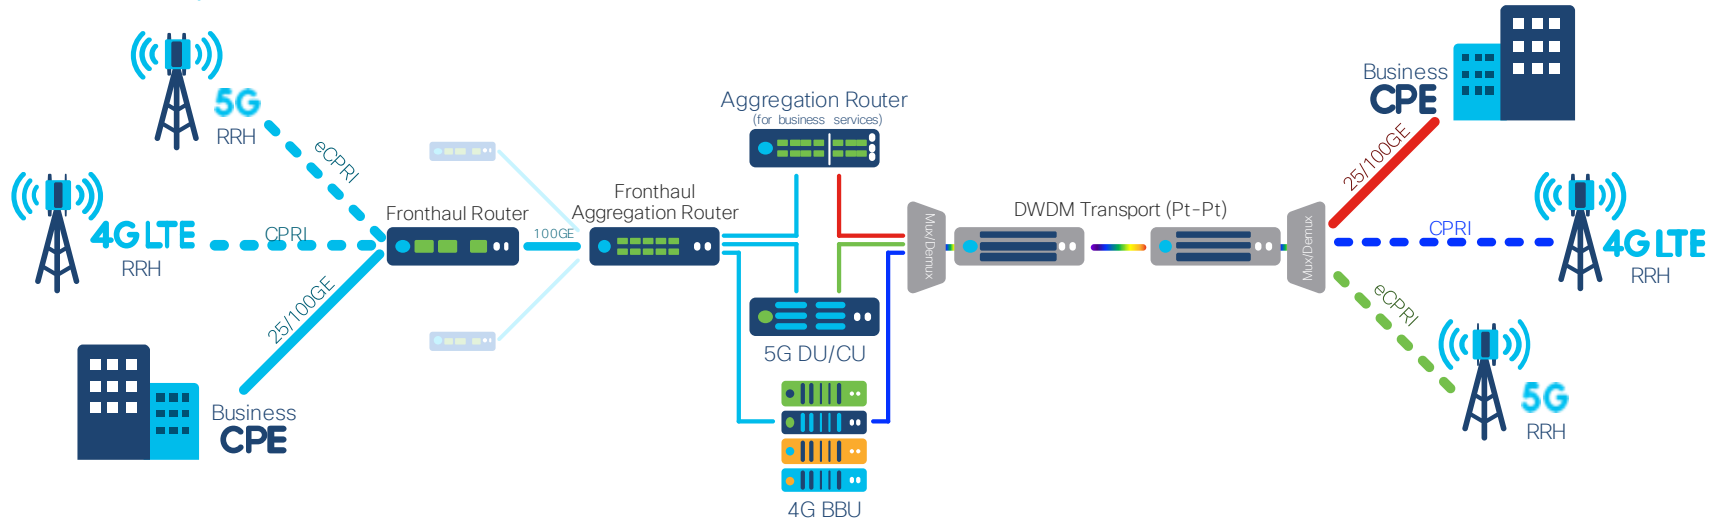 5G
RRH
eCPRI
4G LTE
RRH
CPRI
25/100GE
Business
CPE
Fronthaul Router
100GE
Fronthaul
Aggregation Router
Aggregation Router
(for business services)
5G DU/CU
4G BBU
Mux/Demux
DWDM Transport (Pt-Pt)
Mux/Demux
Business
CPE
25/100GE
CPRI
4G LTE
RRH
eCPRI
5G
RRH